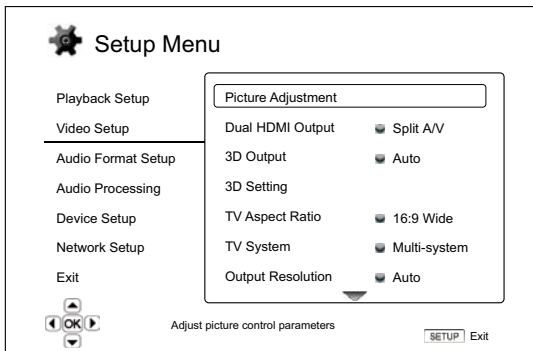 Setup Menu
Playback Setup
Video Setup
Audio Format Setup
Audio Processing
Device Setup
Network Setup
Exit
Picture Adjustment
Dual HDMI Output Split A/V
3D Output Auto
3D Setting
TV Aspect Ratio 16:9 Wide
TV System Multi-system
Output Resolution Auto
OK
Adjust picture control parameters
SETUP Exit